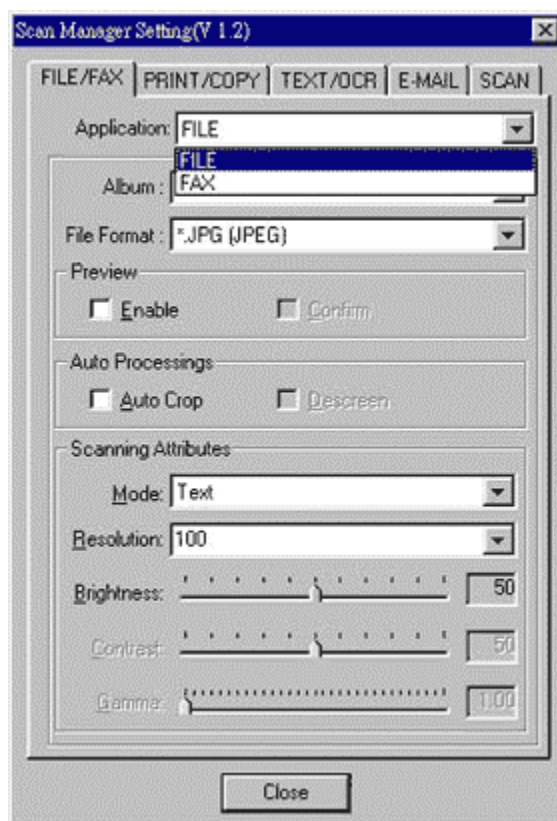 Scan Manager Setting(V 1.2)
FILE/FAX PRINT/COPY TEXT/OCR E-MAIL SCAN
Application: FILE
FILE
Album : FAX
File Format : *.JPG (JPEG)
Preview
Enable Confirm
Auto Processings
Auto Crop Descreen
Scanning Attributes
Mode: Text
Resolution: 100
Brightness: 50
Contrast: 50
Gamma: 1.00
Close